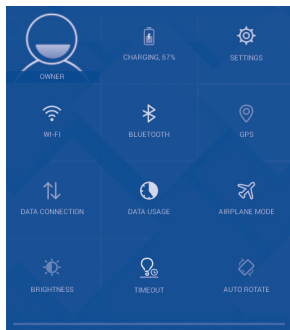 OWNER
CHARGING, 57%
SETTINGS
WI-FI
BLUETOOTH
GPS
DATA CONNECTION
DATA USAGE
AIRPLANE MODE
BRIGHTNESS
TIMEOUT
AUTO ROTATE